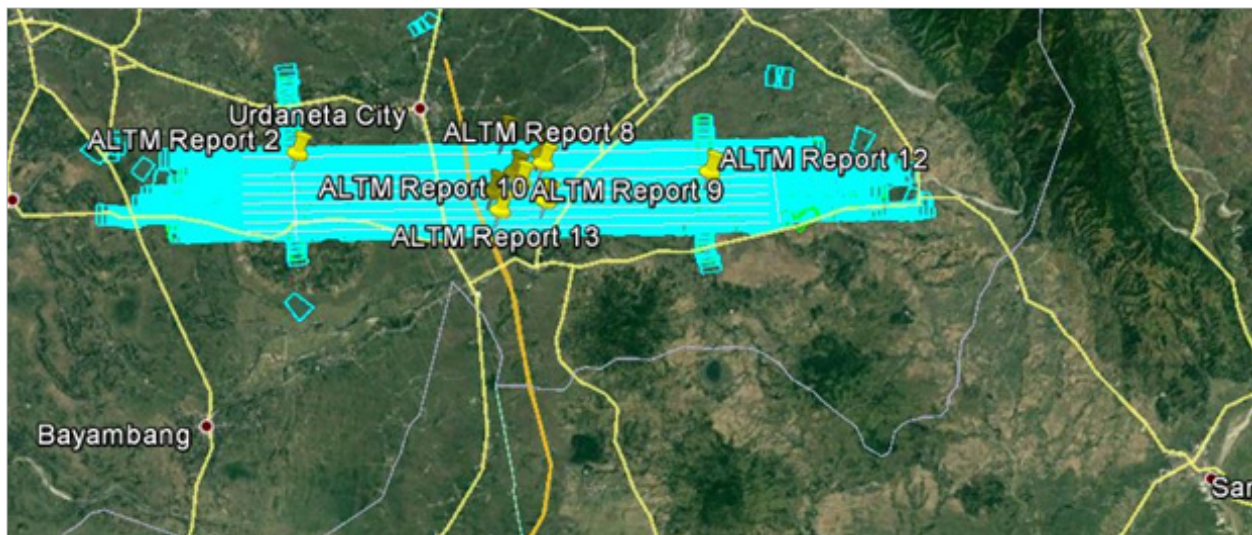 Urdaneta City
ALTM Report 2
ALTM Report 8
ALTM Report 12
ALTM Report 10
ALTM Report 9
ALTM Report 13
Bayambang
San